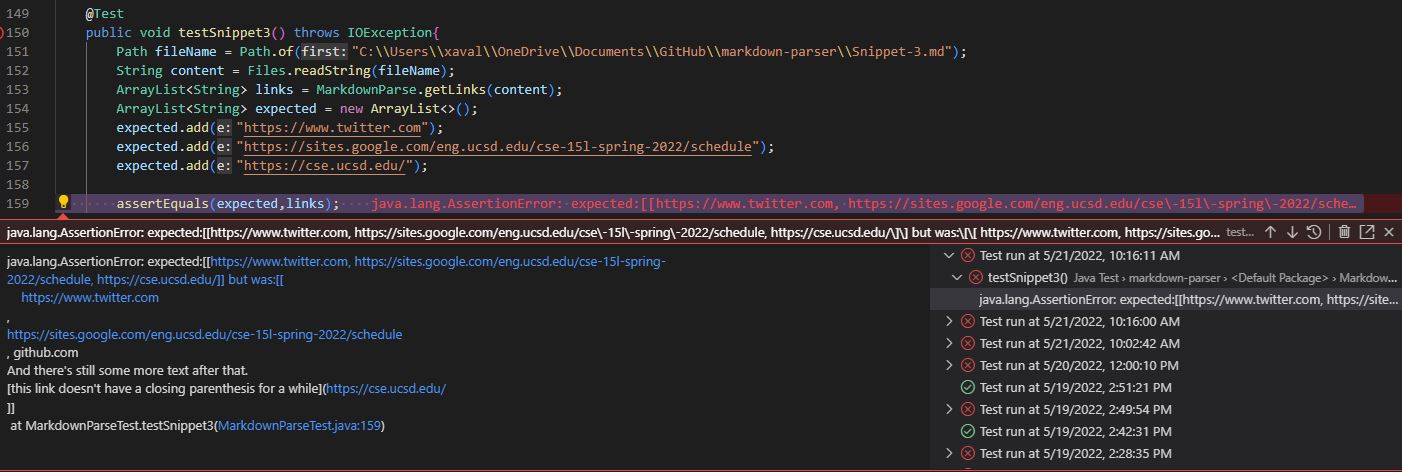 149 @Test
150 public void testSnippet3() throws IOException{
151 Path fileName = Path.of(first: "C:\\Users\\xaval\\OneDrive\\Documents\\GitHub\\markdown-parser\\Snippet-3.md");
152 String content = Files.readString(fileName);
153 ArrayList<String> links = MarkdownParse.getLinks(content);
154 ArrayList<String> expected = new ArrayList<>();
155 expected.add(e: "https://www.twitter.com");
156 expected.add(e: "https://sites.google.com/eng.ucsd.edu/cse-15l-spring-2022/schedule");
157 expected.add(e: "https://cse.ucsd.edu/");
158
159 assertEquals(expected,links); java.lang.AssertionError: expected:[[https://www.twitter.com, https://sites.google.com/eng.ucsd.edu/cse\-15l\-spring\-2022/sche…
java.lang.AssertionError: expected:[[https://www.twitter.com, https://sites.google.com/eng.ucsd.edu/cse\-15l\-spring\-2022/schedule, https://cse.ucsd.edu/\]\] but was:\[\[ https://www.twitter.com, https://sites.go... test...
java.lang.AssertionError: expected:[[https://www.twitter.com, https://sites.google.com/eng.ucsd.edu/cse-15l-spring-
2022/schedule, https://cse.ucsd.edu/]] but was:[[
https://www.twitter.com
,
https://sites.google.com/eng.ucsd.edu/cse-15l-spring-2022/schedule
, github.com
And there's still some more text after that.
[this link doesn't have a closing parenthesis for a while](https://cse.ucsd.edu/
]]
at MarkdownParseTest.testSnippet3(MarkdownParseTest.java:159)
Test run at 5/21/2022, 10:16:11 AM
testSnippet3() Java Test › markdown-parser › <Default Package> › Markdow...
java.lang.AssertionError: expected:[[https://www.twitter.com, https://site...
Test run at 5/21/2022, 10:16:00 AM
Test run at 5/21/2022, 10:02:42 AM
Test run at 5/20/2022, 12:00:10 PM
Test run at 5/19/2022, 2:51:21 PM
Test run at 5/19/2022, 2:49:54 PM
Test run at 5/19/2022, 2:42:31 PM
Test run at 5/19/2022, 2:28:35 PM